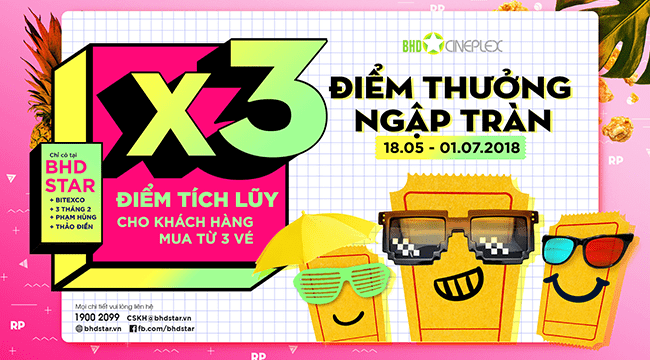 BHD CINEPLEX
X3
ĐIỂM THƯỞNG
NGẬP TRÀN
18.05 - 01.07.2018
RP
Chỉ có tại
BHD
STAR
+ BITEXCO
+ 3 THÁNG 2
+ PHẠM HÙNG
+ THẢO ĐIỀN
ĐIỂM TÍCH LŨY
CHO KHÁCH HÀNG
MUA TỪ 3 VÉ
Mọi chi tiết vui lòng liên hệ
1900 2099 CSKH@bhdstar.vn
bhdstar.vn fb.com/bhdstar
RP
RP
RP